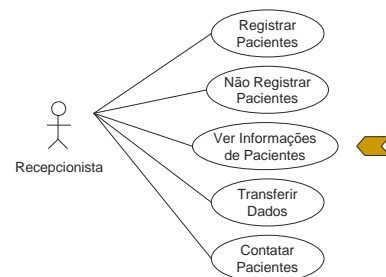 Registrar
Pacientes
Não Registrar
Pacientes
Ver Informações
de Pacientes
Recepcionista
Transferir
Dados
Contatar
Pacientes